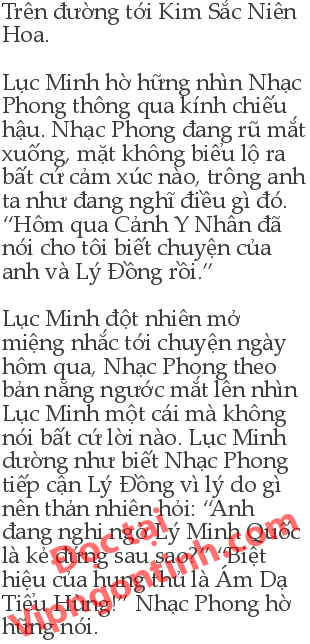 Trên đường tới Kim Sắc Niên
Hoa.
Lục Minh hờ hững nhìn Nhạc
Phong thông qua kính chiếu
hậu. Nhạc Phong đang rũ mắt
xuống, mặt không biểu lộ ra
bất cứ cảm xúc nào, trông anh
ta như đang nghĩ điều gì đó.
“Hôm qua Cảnh Y Nhân đã
nói cho tôi biết chuyện của
anh và Lý Đồng rồi.”
Lục Minh đột nhiên mở
miệng nhắc tới chuyện ngày
hôm qua, Nhạc Phong theo
bản năng ngước mắt lên nhìn
Lục Minh một cái mà không
nói bất cứ lời nào. Lục Minh
dường như biết Nhạc Phong
tiếp cận Lý Đồng vì lý do gì
nên thản nhiên hỏi: “Anh
đang nghi ngờ Lý Minh Quốc
là kẻ đứng sau sao?” “Biệt
hiệu của hung thủ là Ám Dạ
Tiểu Hùng!” Nhạc Phong hờ
hững nói.
Đọc tại
Vipngontinh.com